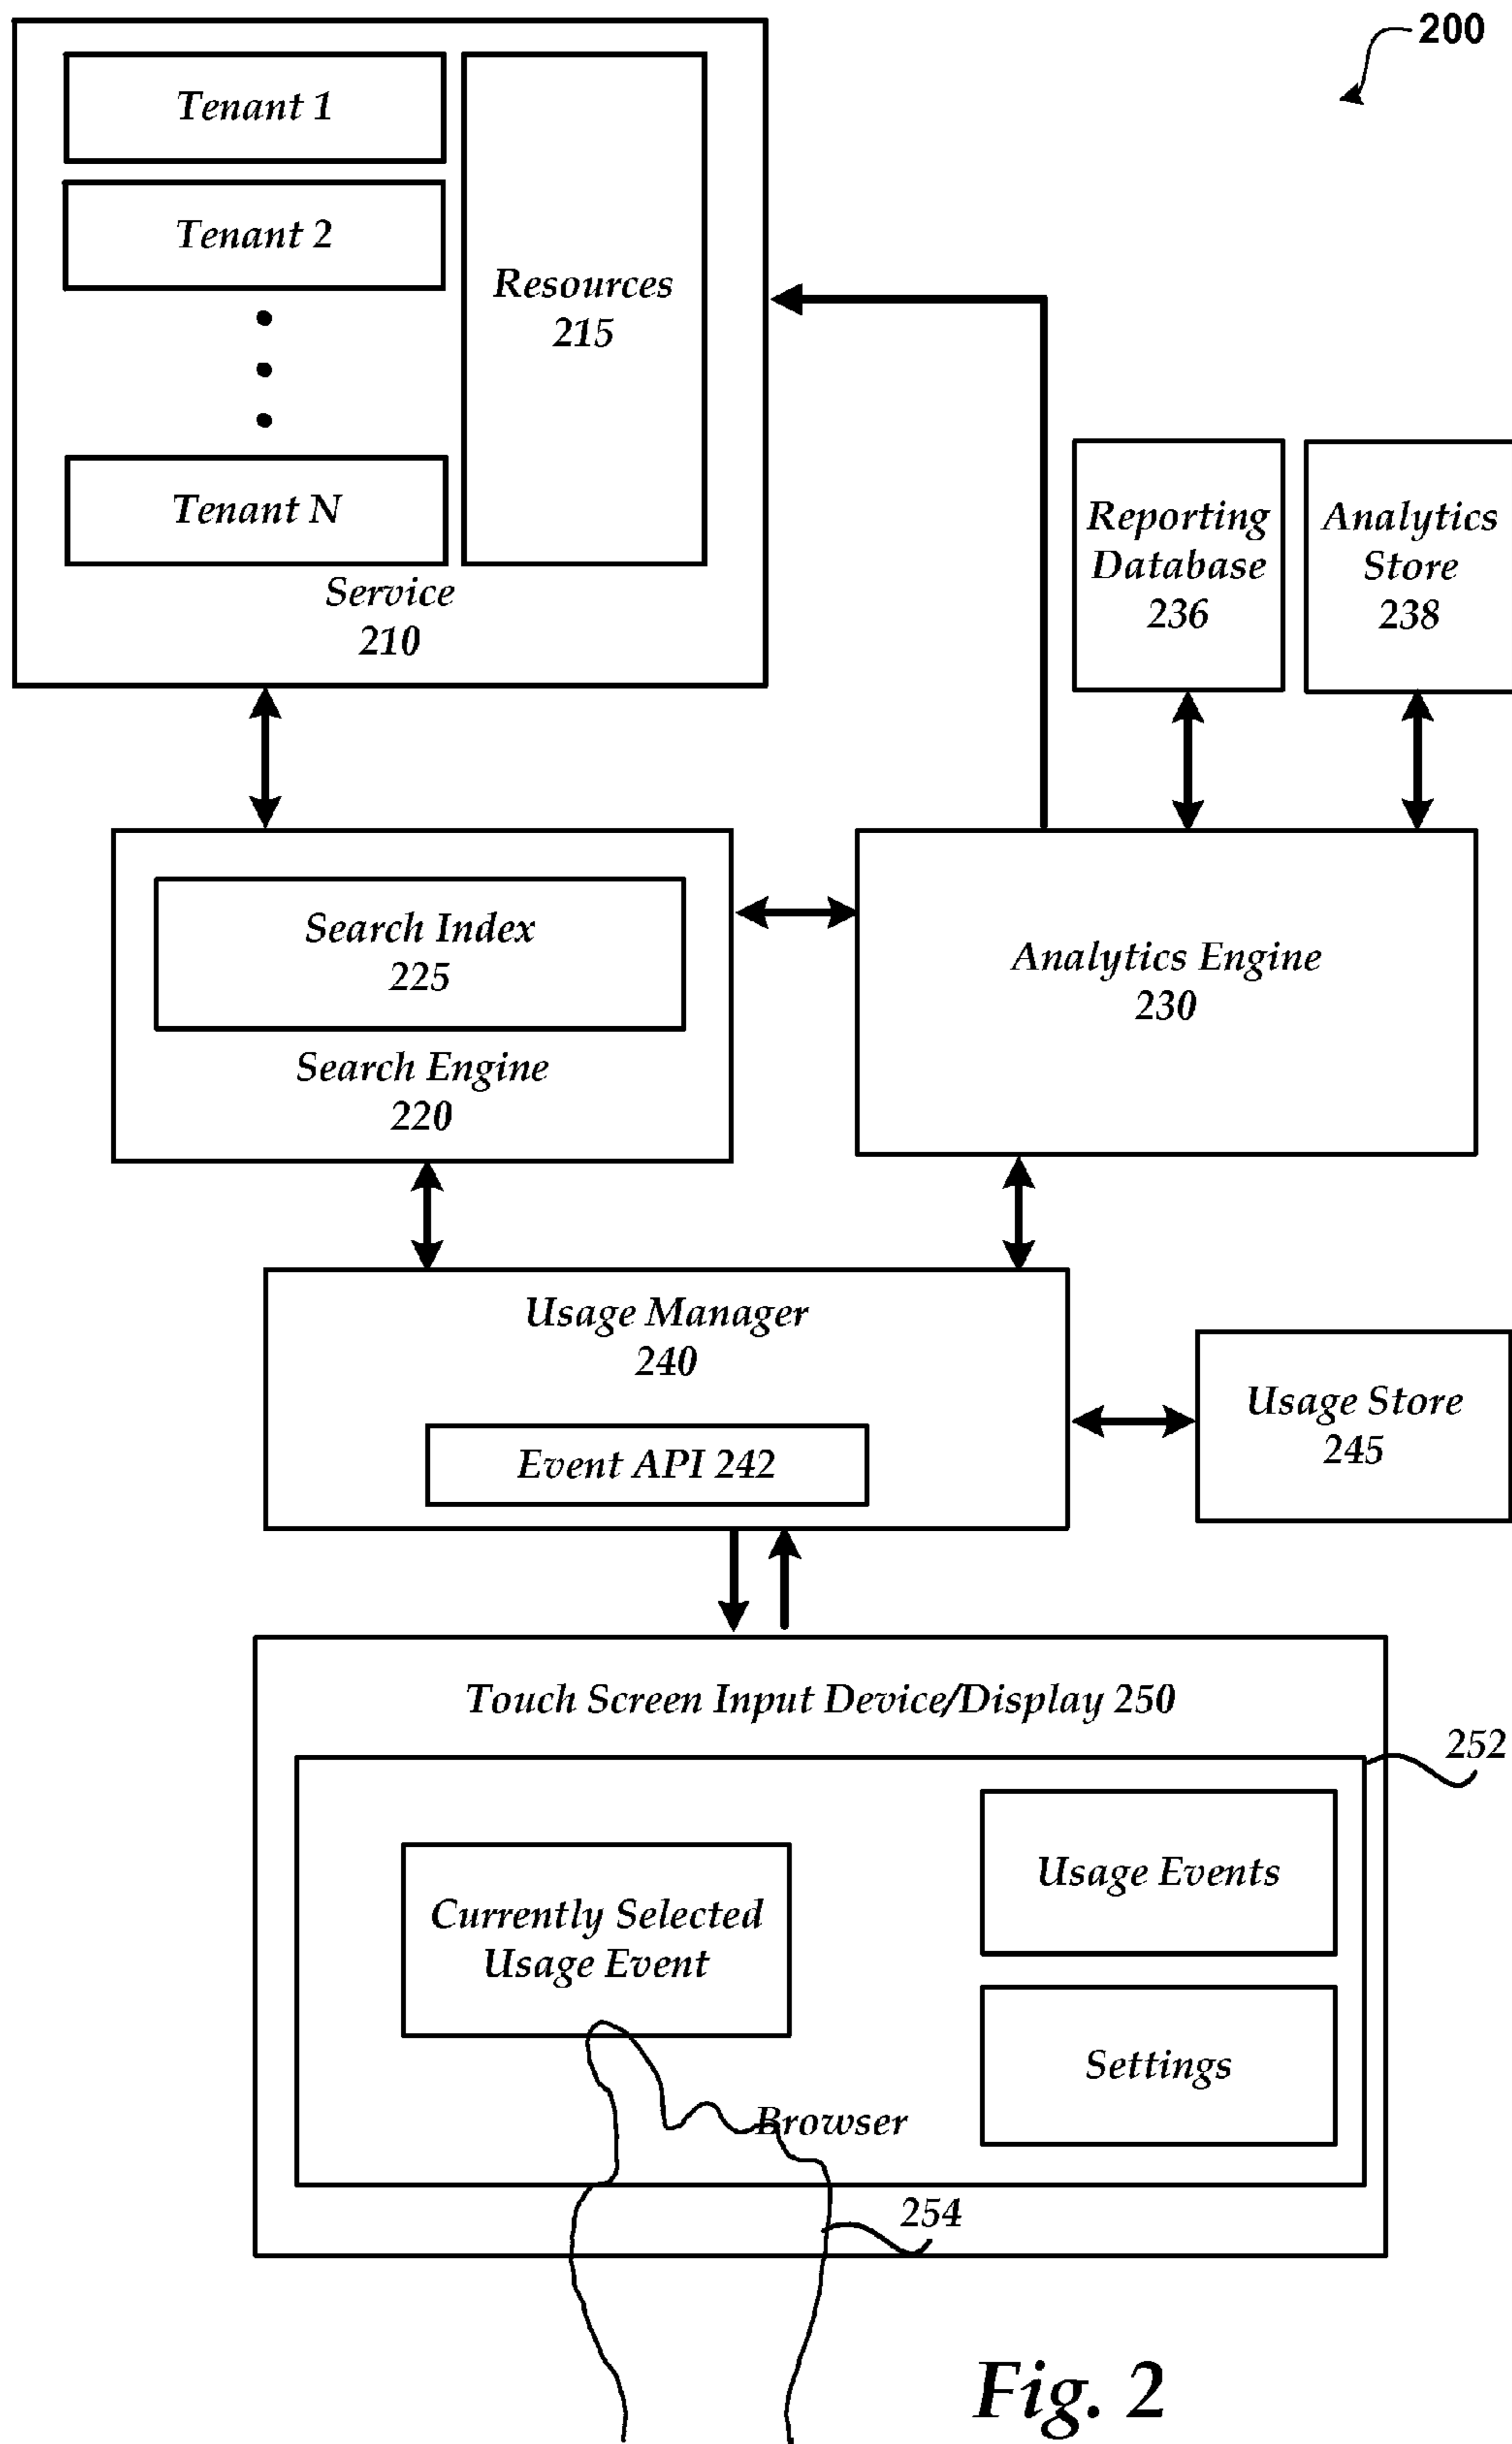 200
Tenant 1
Tenant 2
Tenant N
Resources
215
Service
210
Reporting
Database
236
Analytics
Store
238
Search Index
225
Search Engine
220
Analytics Engine
230
Usage Manager
240
Event API 242
Usage Store
245
Touch Screen Input Device/Display 250
252
Currently Selected
Usage Event
Usage Events
Settings
Browser
254
Fig. 2